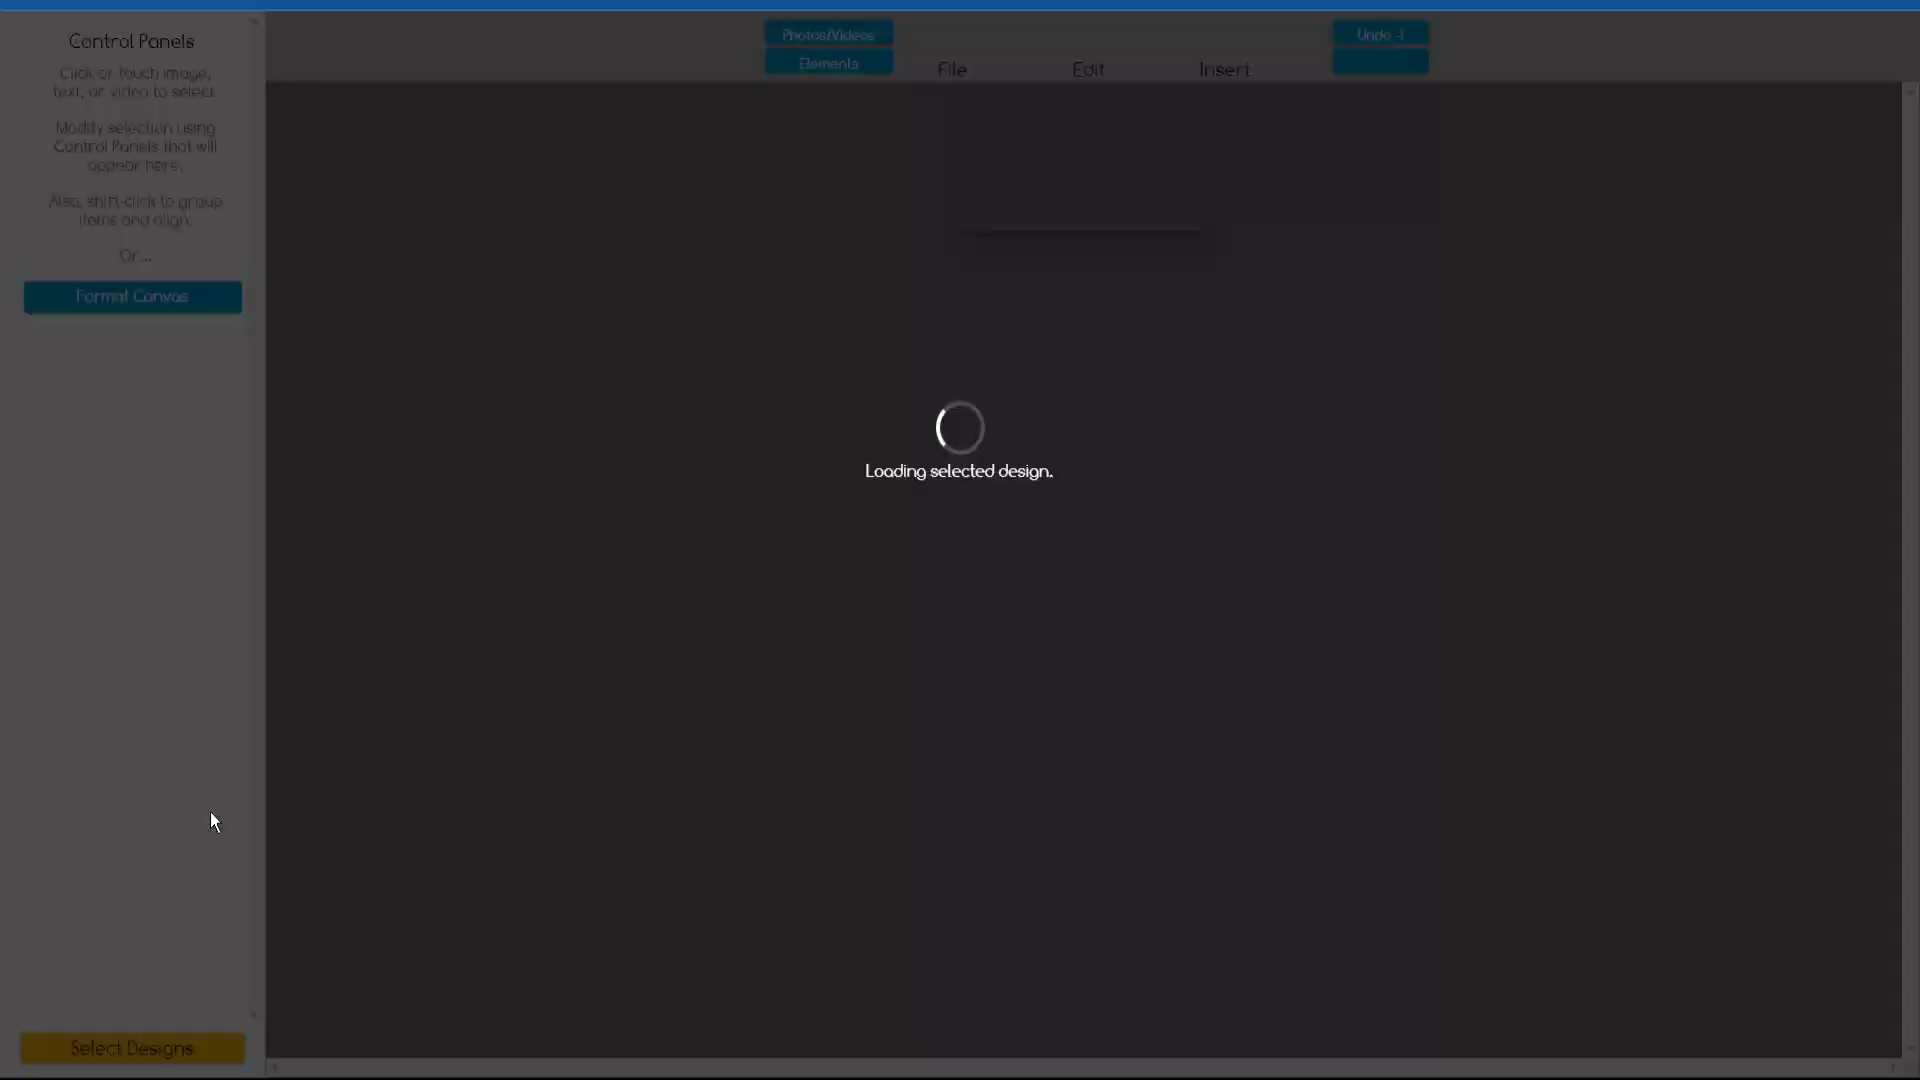 Control Panels
Click or touch image,
text, or video to select.
Modify selection using
Control Panels that will
appear here.
Also, shift-click to group
items and align.
Or...
Format Canvas
Select Designs
Photos/Videos
Elements
File
Edit
Insert
Undo -1
Loading selected design.